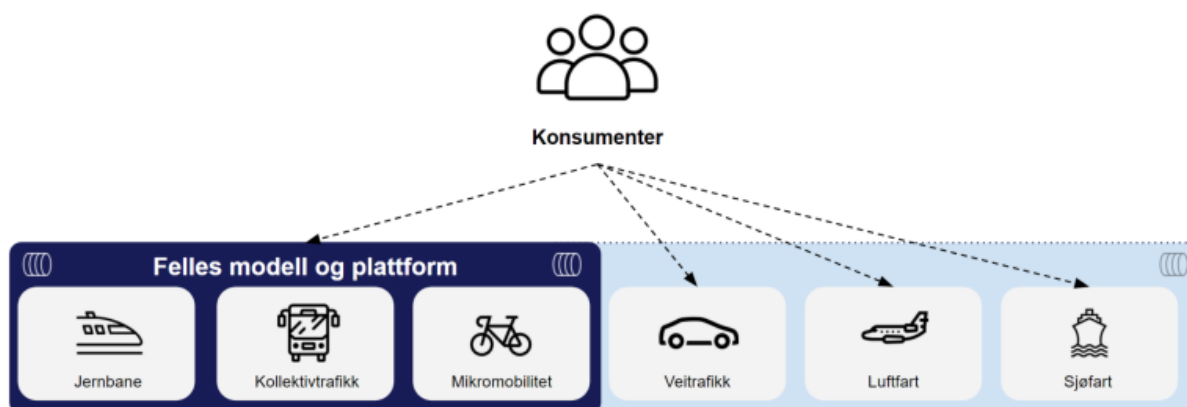 Konsumenter
Felles modell og plattform
Jernbane
Kollektivtrafikk
Mikromobilitet
Veitrafikk
Luftfart
Sjøfart